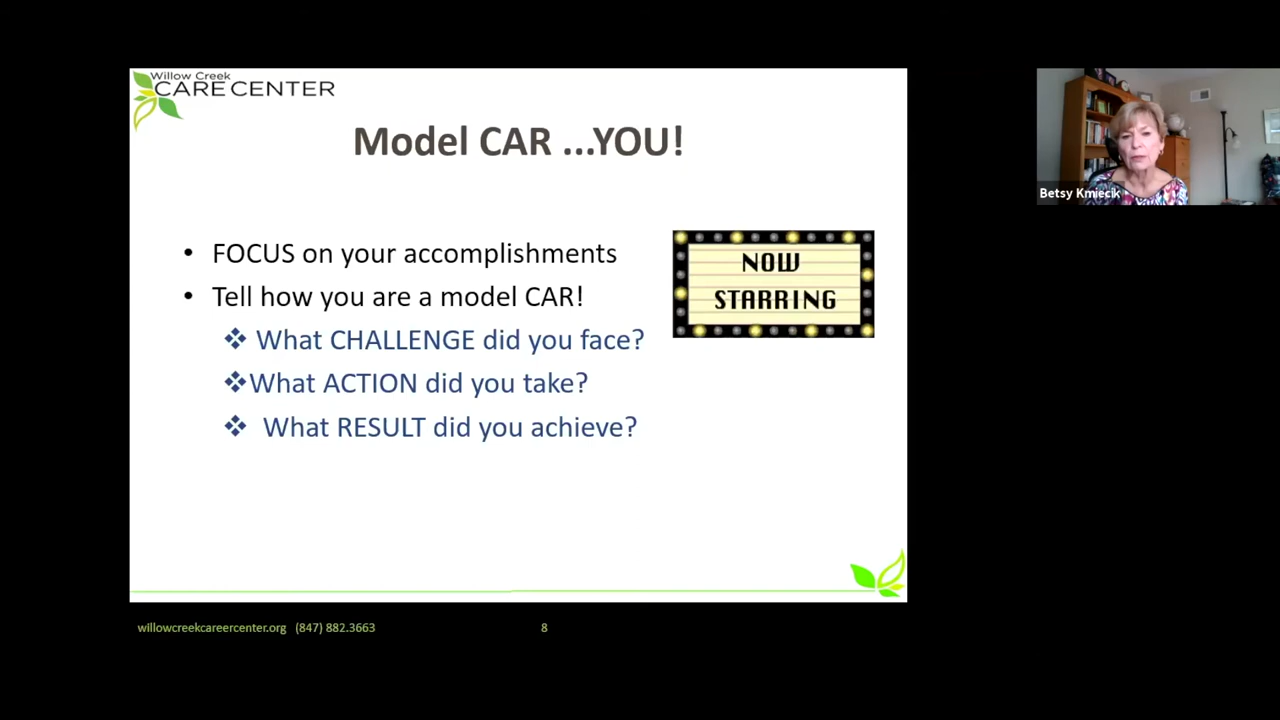 Willow Creek
CARE CENTER
Model CAR ...YOU!
• FOCUS on your accomplishments
• Tell how you are a model CAR!
❖ What CHALLENGE did you face?
❖What ACTION did you take?
❖ What RESULT did you achieve?
NOW
STARRING
willowcreekcareercenter.org (847) 882.3663
8
Betsy Kmiecik